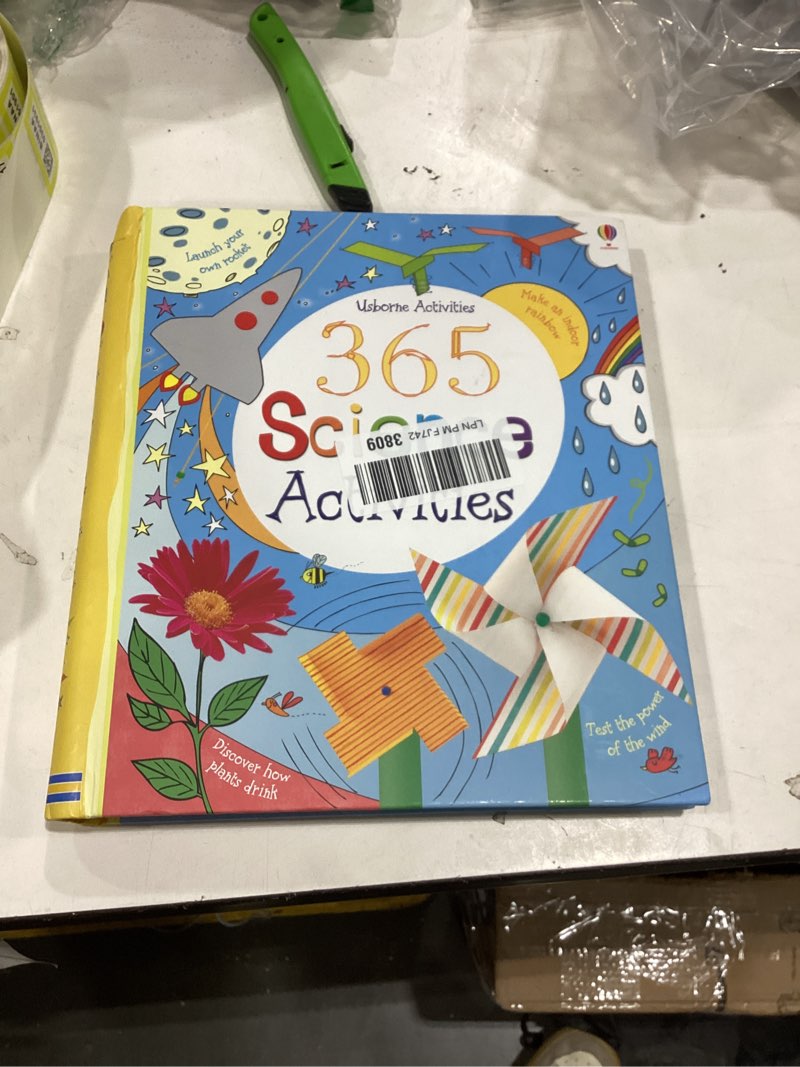 Launch your
own rocket
Usborne Activities
Make an indoor
rainbow
365
Science
LPN PM FJ742 3809
Activities
Test the power
of the wind
Discover how
plants drink